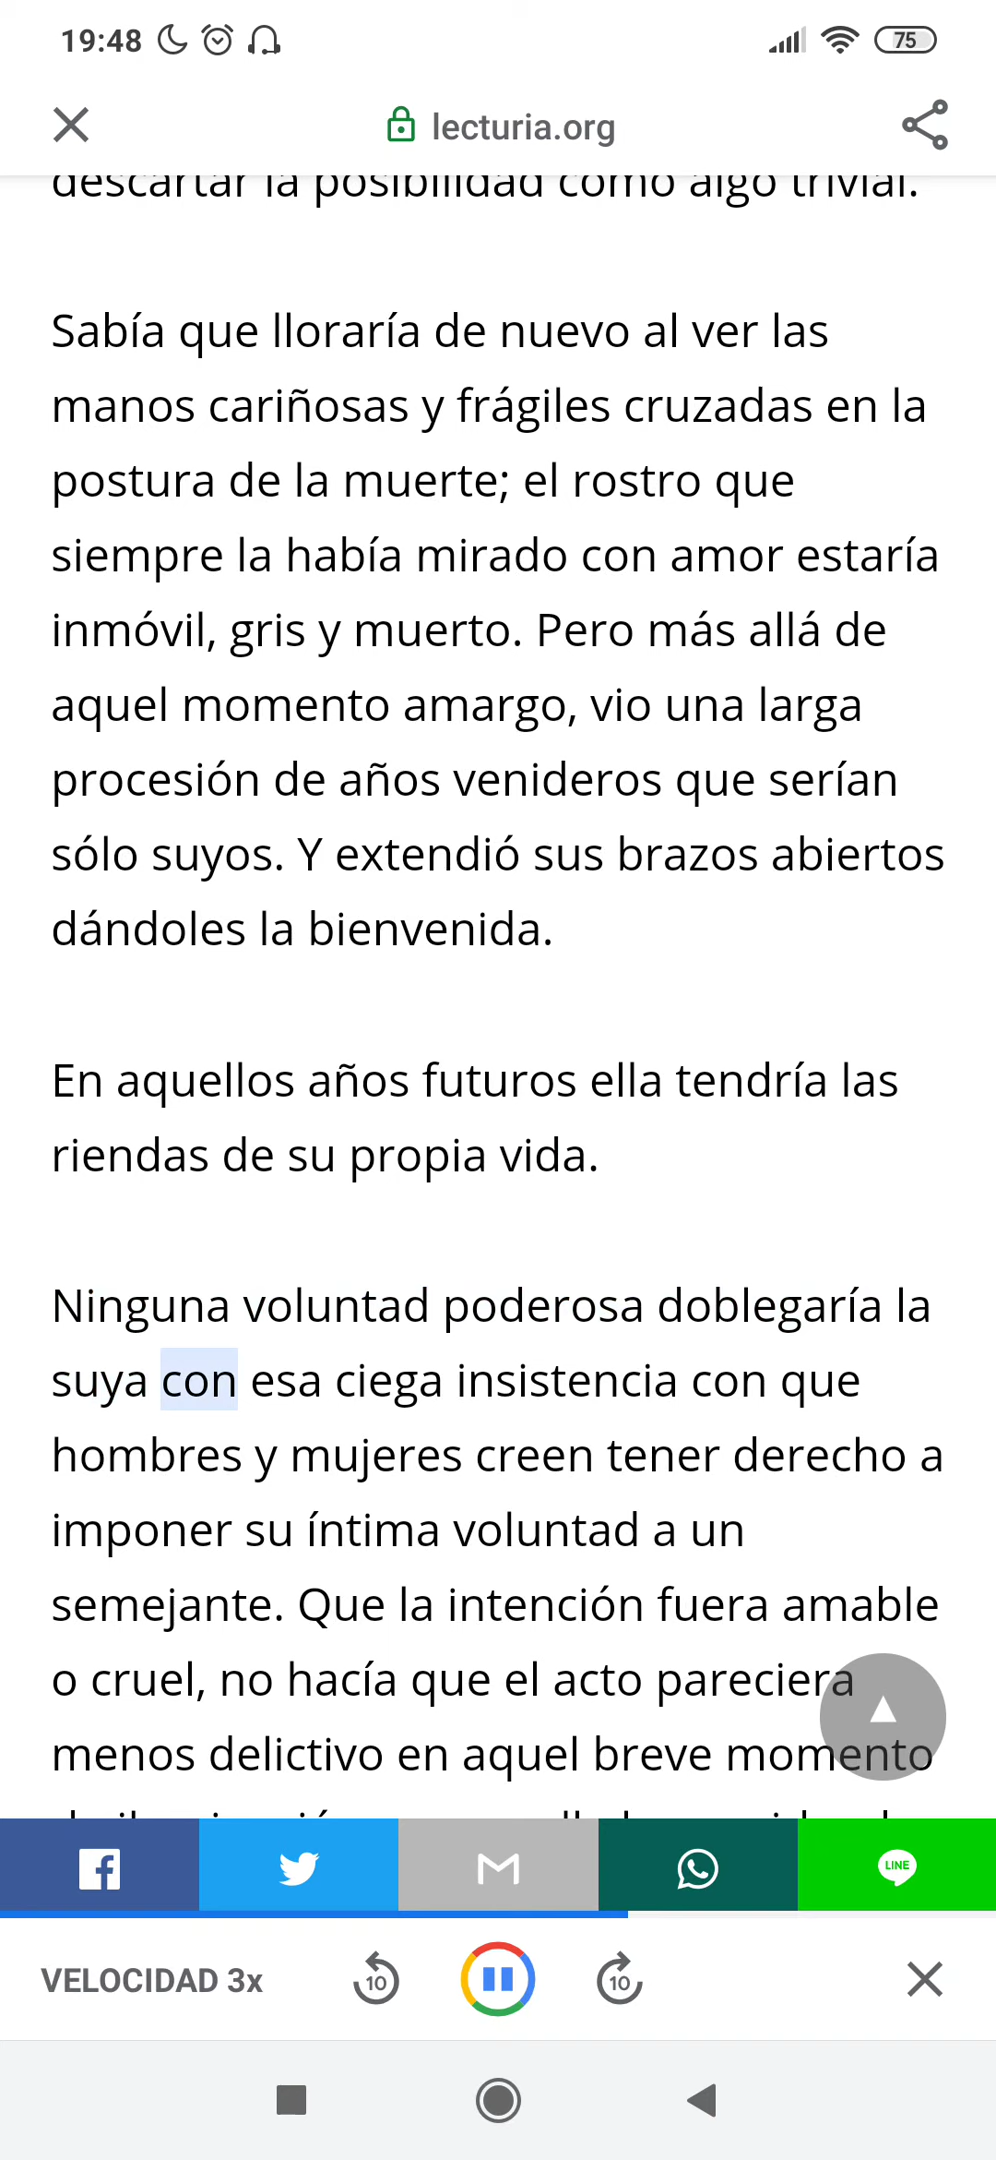 19:48
75
lecturia.org
descartar la posibilidad como algo trivial.
Sabía que lloraría de nuevo al ver las
manos cariñosas y frágiles cruzadas en la
postura de la muerte; el rostro que
siempre la había mirado con amor estaría
inmóvil, gris y muerto. Pero más allá de
aquel momento amargo, vio una larga
procesión de años venideros que serían
sólo suyos. Y extendió sus brazos abiertos
dándoles la bienvenida.
En aquellos años futuros ella tendría las
riendas de su propia vida.
Ninguna voluntad poderosa doblegaría la
suya con esa ciega insistencia con que
hombres y mujeres creen tener derecho a
imponer su íntima voluntad a un
semejante. Que la intención fuera amable
o cruel, no hacía que el acto pareciera
menos delictivo en aquel breve momento
LINE
VELOCIDAD 3x
10
10